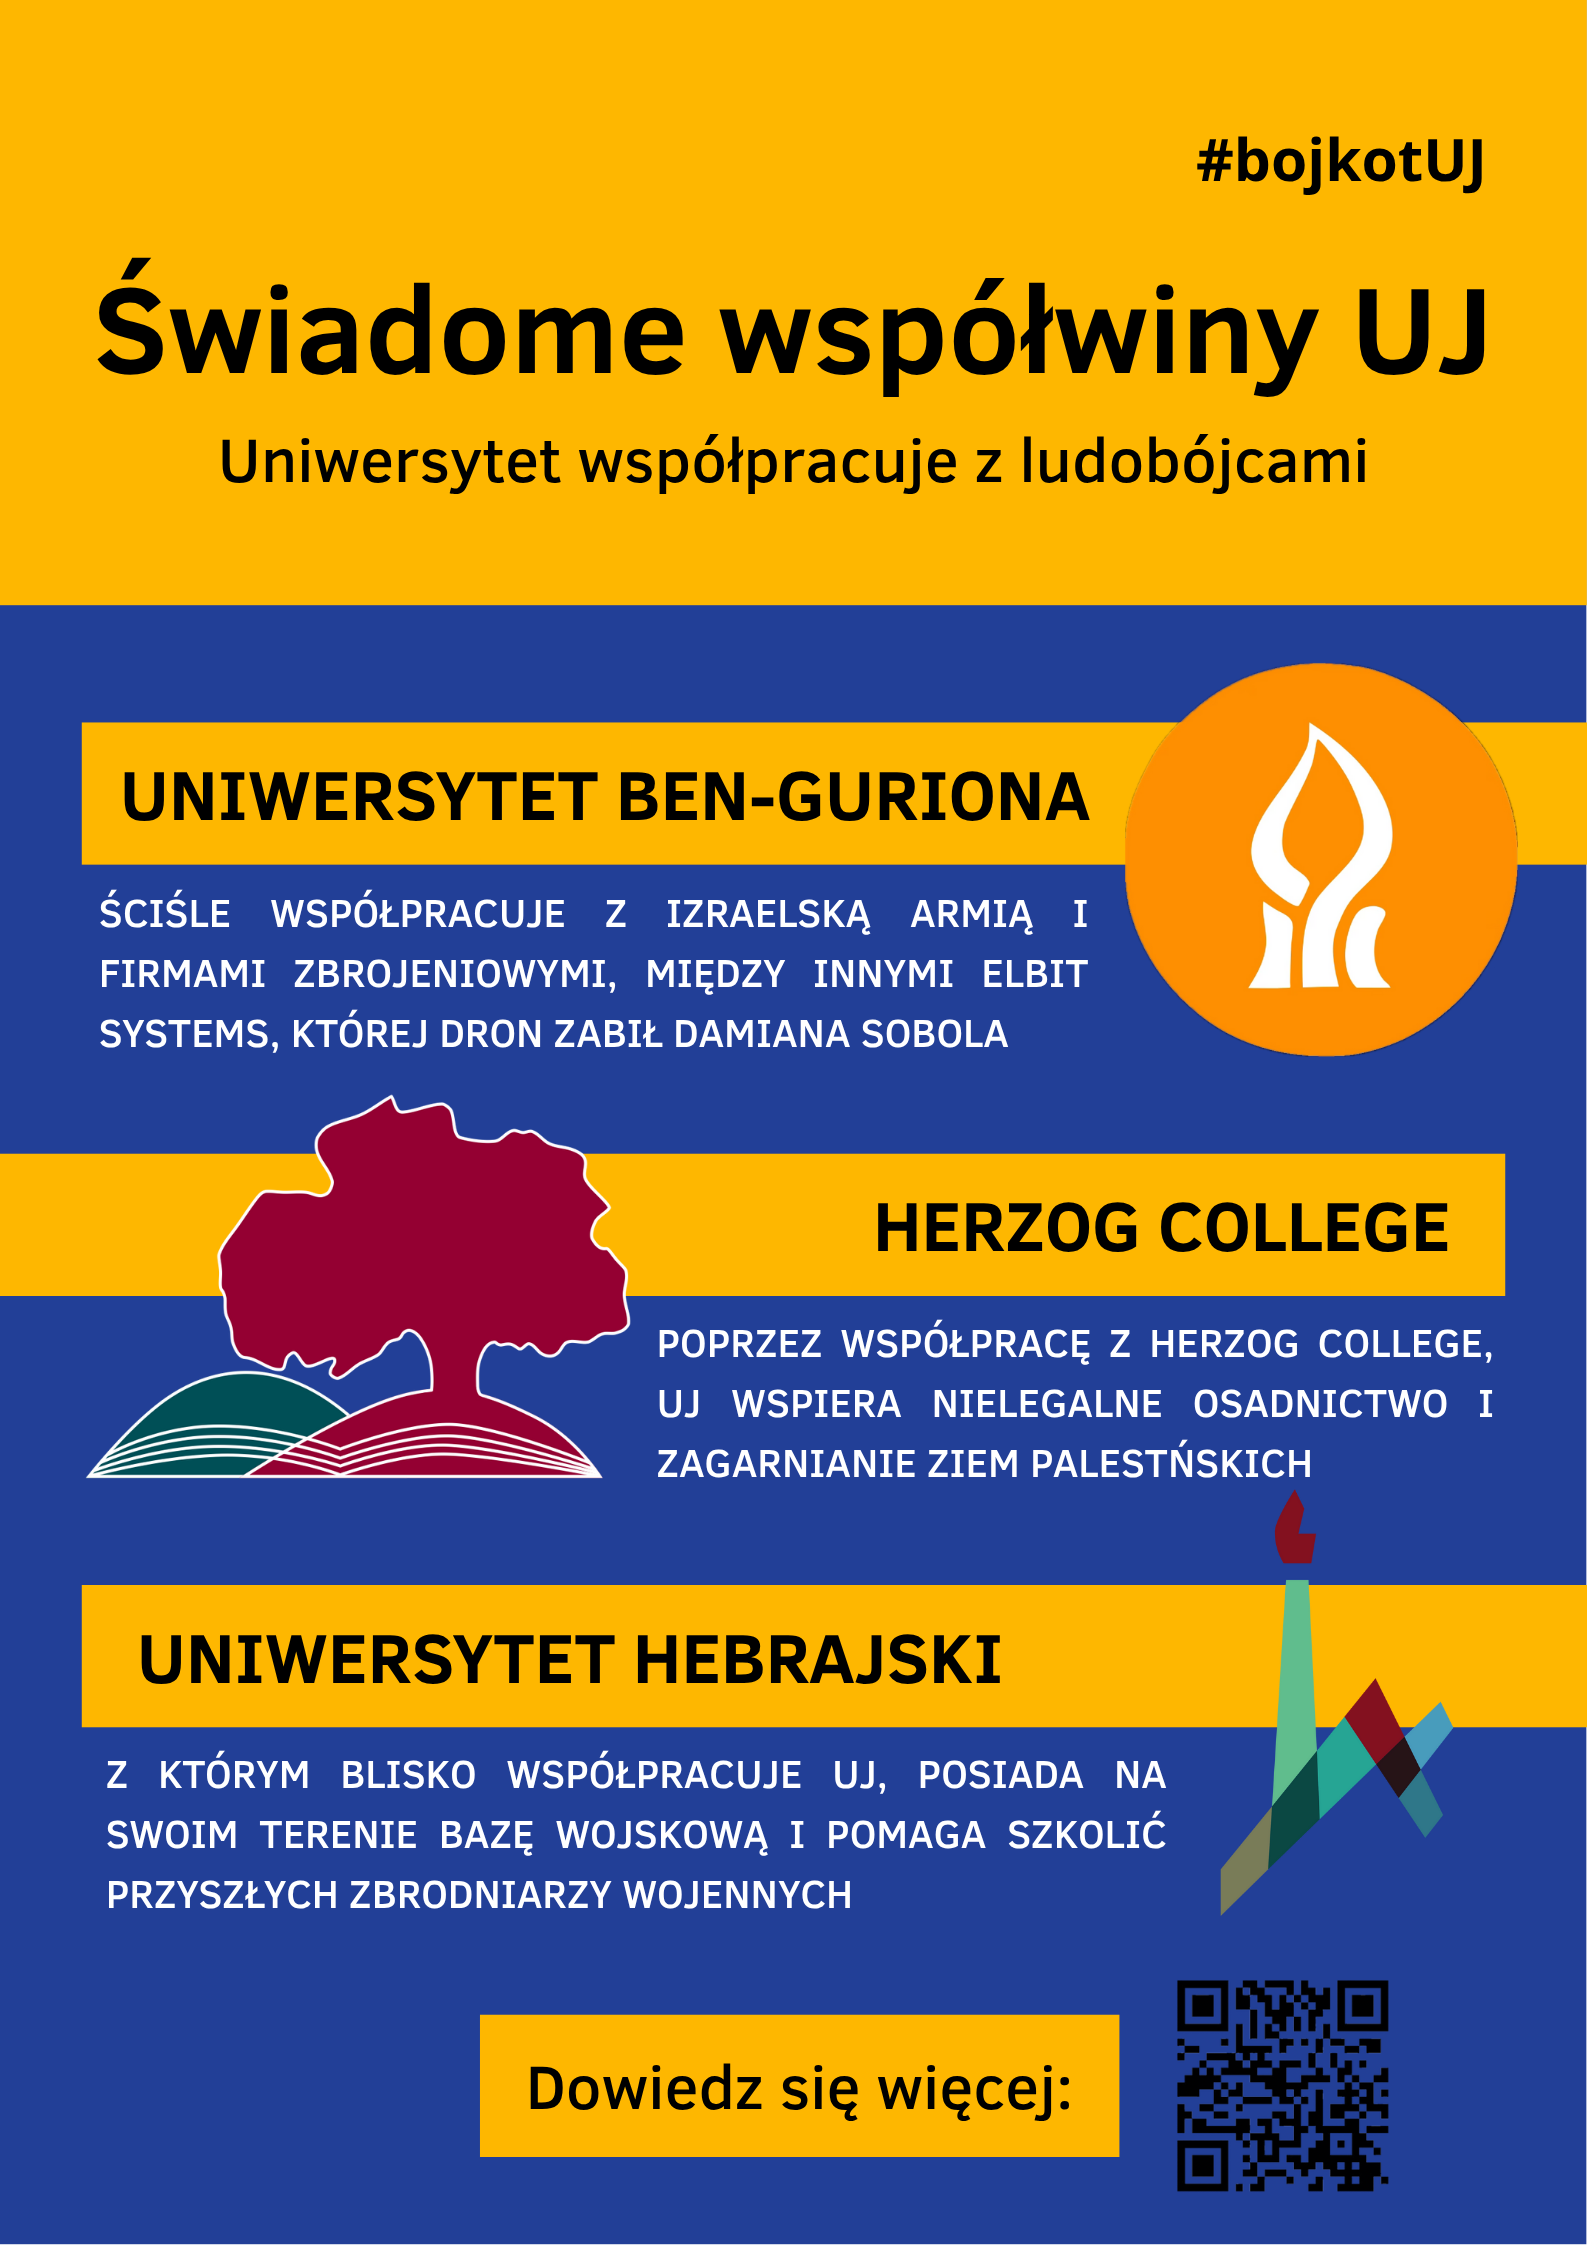 #bojkotUJ
Świadome współwiny UJ
Uniwersytet współpracuje z ludobójcami
UNIWERSYTET BEN-GURIONA
ŚCIŚLE WSPÓŁPRACUJE Z IZRAELSKĄ ARMIĄ I
FIRMAMI ZBROJENIOWYMI, MIĘDZY INNYMI ELBIT
SYSTEMS, KTÓREJ DRON ZABIŁ DAMIANA SOBOLA
HERZOG COLLEGE
POPRZEZ WSPÓŁPRACĘ Z HERZOG COLLEGE,
UJ WSPIERA NIELEGALNE OSADNICTWO I
ZAGARNIANIE ZIEM PALESTŃSKICH
UNIWERSYTET HEBRAJSKI
Z KTÓRYM BLISKO WSPÓŁPRACUJE UJ, POSIADA NA
SWOIM TERENIE BAZĘ WOJSKOWĄ I POMAGA SZKOLIĆ
PRZYSZŁYCH ZBRODNIARZY WOJENNYCH
Dowiedz się więcej: